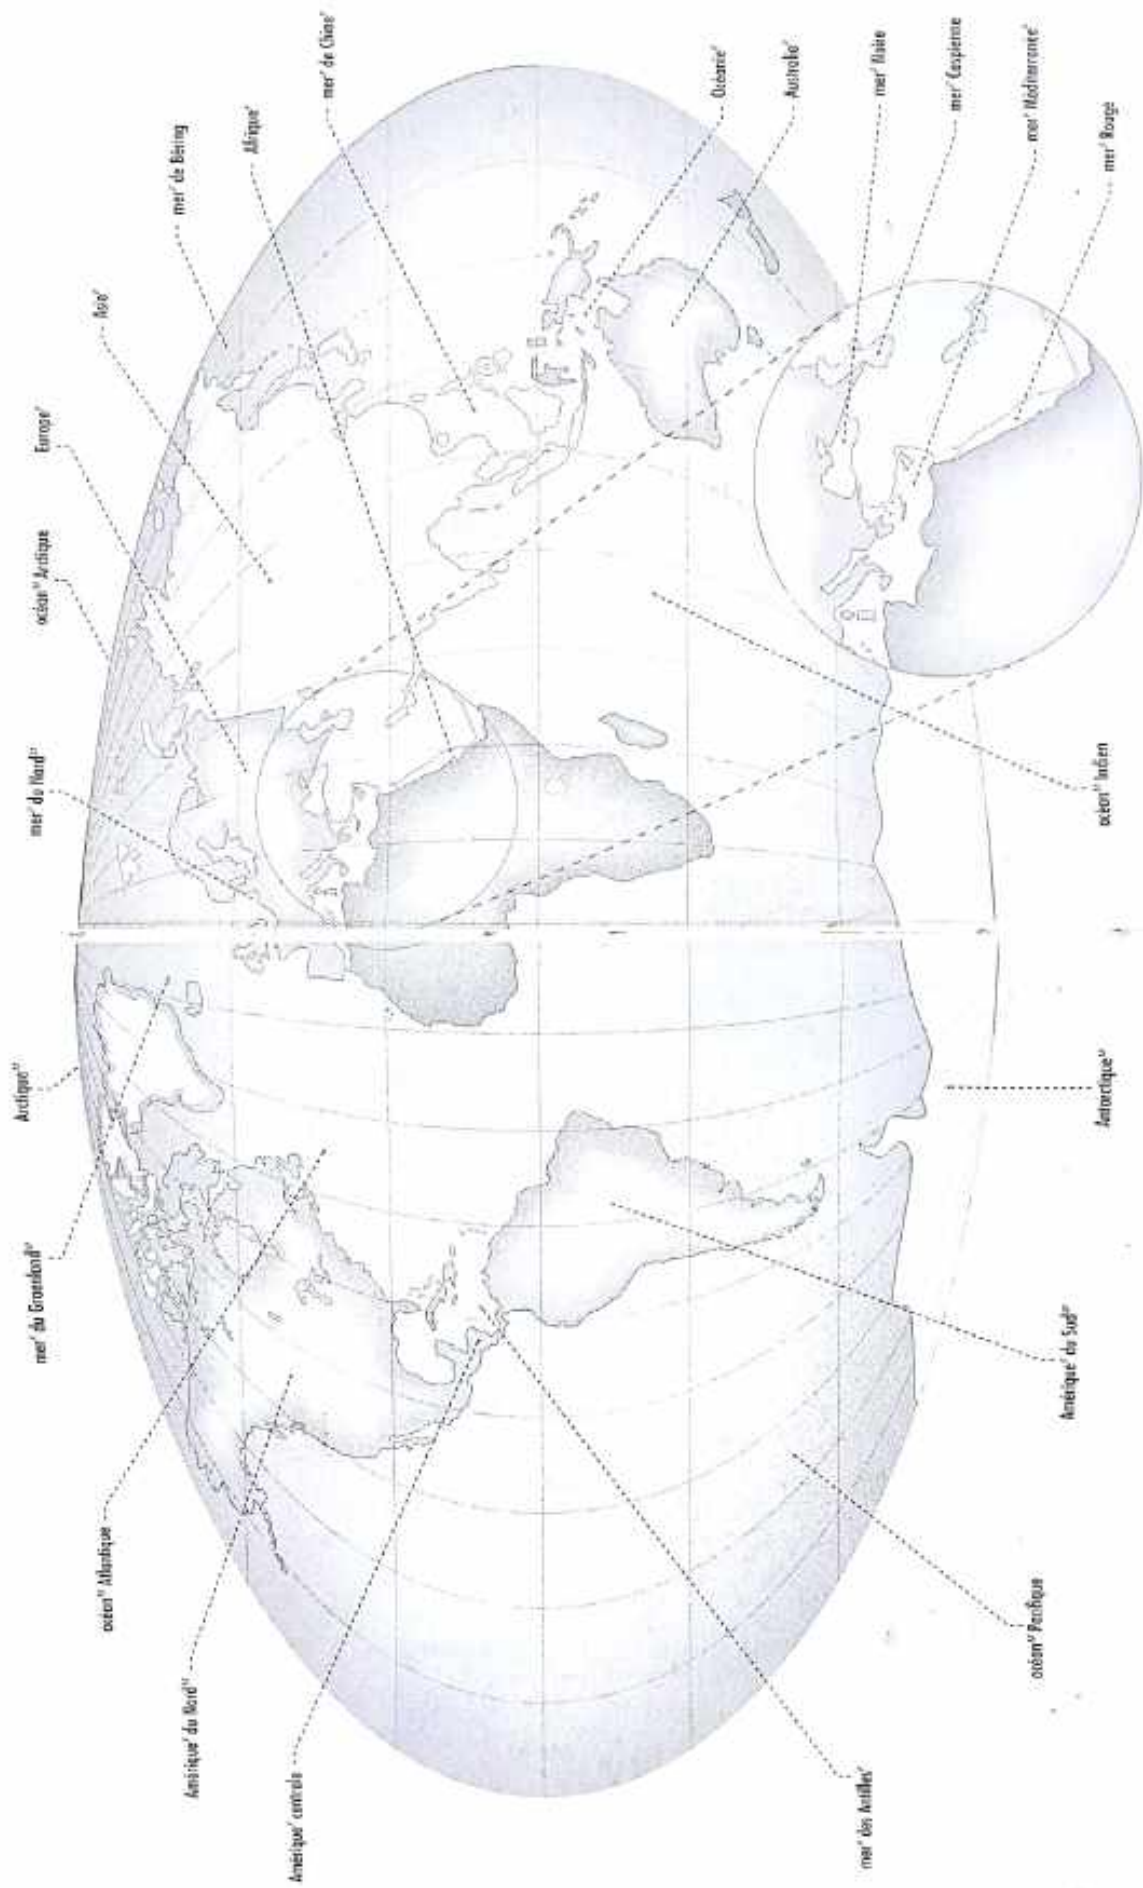 Arctique^M
mer^F du Groenland^M
océan^M Atlantique
Amérique^F du Nord^M
Amérique^F centrale
mer^F du Nord^M
océan^M Arctique
Europe^F
Asie^F
mer^F de Béring
Afrique^F
mer^F de Chine^F
Océanie^F
Australie^F
mer^F Noire
mer^F Caspienne
mer^F Méditerranée^F
mer^F Rouge
océan^M Indien
Antarctique^M
Amérique^F du Sud^M
océan^M Pacifique
mer^F des Antilles^F